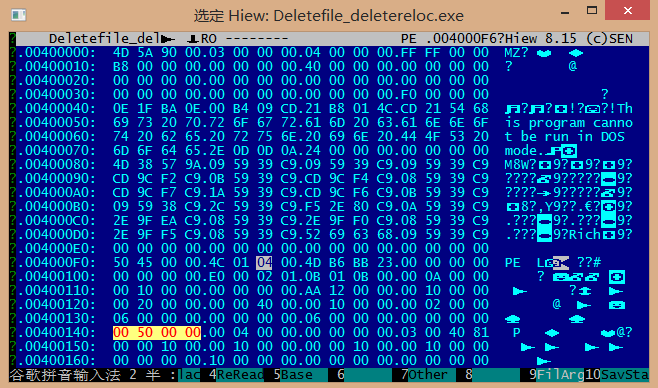 选定 Hiew: Deletefile_deletereloc.exe
Deletefile_del RO -------- PE .004000F6?Hiew 8.15 (c)SEN
.00400000: 4D 5A 90 00.03 00 00 00.04 00 00 00.FF FF 00 00 MZ?
.00400010: B8 00 00 00.00 00 00 00.40 00 00 00.00 00 00 00 ? @
.00400020: 00 00 00 00.00 00 00 00.00 00 00 00.00 00 00 00
.00400030: 00 00 00 00.00 00 00 00.00 00 00 00.F0 00 00 00
.00400040: 0E 1F BA 0E.00 B4 09 CD.21 B8 01 4C.CD 21 54 68 ?!?!Th
.00400050: 69 73 20 70.72 6F 67 72.61 6D 20 63.61 6E 6E 6F is program canno
.00400060: 74 20 62 65.20 72 75 6E.20 69 6E 20.44 4F 53 20 t be run in DOS
.00400070: 6D 6F 64 65.2E 0D 0D 0A.24 00 00 00.00 00 00 00 mode.
.00400080: 4D 38 57 9A.09 59 39 C9.09 59 39 C9.09 59 39 C9 M8W?
.00400090: CD 9C F2 C9.0B 59 39 C9.CD 9C F4 C9.08 59 39 C9
.004000A0: CD 9C F7 C9.1A 59 39 C9.CD 9C F6 C9.0B 59 39 C9
.004000B0: 09 59 38 C9.2C 59 39 C9.F5 2E 80 C9.0A 59 39 C9
.004000C0: 2E 9F EA C9.08 59 39 C9.2E 9F F0 C9.08 59 39 C9
.004000D0: 2E 9F F5 C9.08 59 39 C9.52 69 63 68.09 59 39 C9 .??? 9???Rich 9?
.004000E0: 00 00 00 00.00 00 00 00.00 00 00 00.00 00 00 00
.004000F0: 50 45 00 00.4C 01 04 00.4D B6 BB 23.00 00 00 00 PE L ??#
.00400100: 00 00 00 00.E0 00 02 01.0B 01 0B 00.00 0A 00 00
.00400110: 00 10 00 00.00 00 00 00.AA 12 00 00.00 10 00 00
.00400120: 00 20 00 00.00 00 40 00.00 10 00 00.00 02 00 00 @
.00400130: 06 00 00 00.00 00 00 00.06 00 00 00.00 00 00 00
.00400140: 00 50 00 00.00 04 00 00.00 00 00 00.03 00 40 81 P @?
.00400150: 00 00 10 00.00 10 00 00.00 00 10 00.00 10 00 00
.00400160: 00 00 00 00.10 00 00 00.00 00 00 00.00 00 00 00
谷歌拼音输入法 2 半 : lac 4ReRead 5Base 6 7Other 8 9FilArg10SavSta